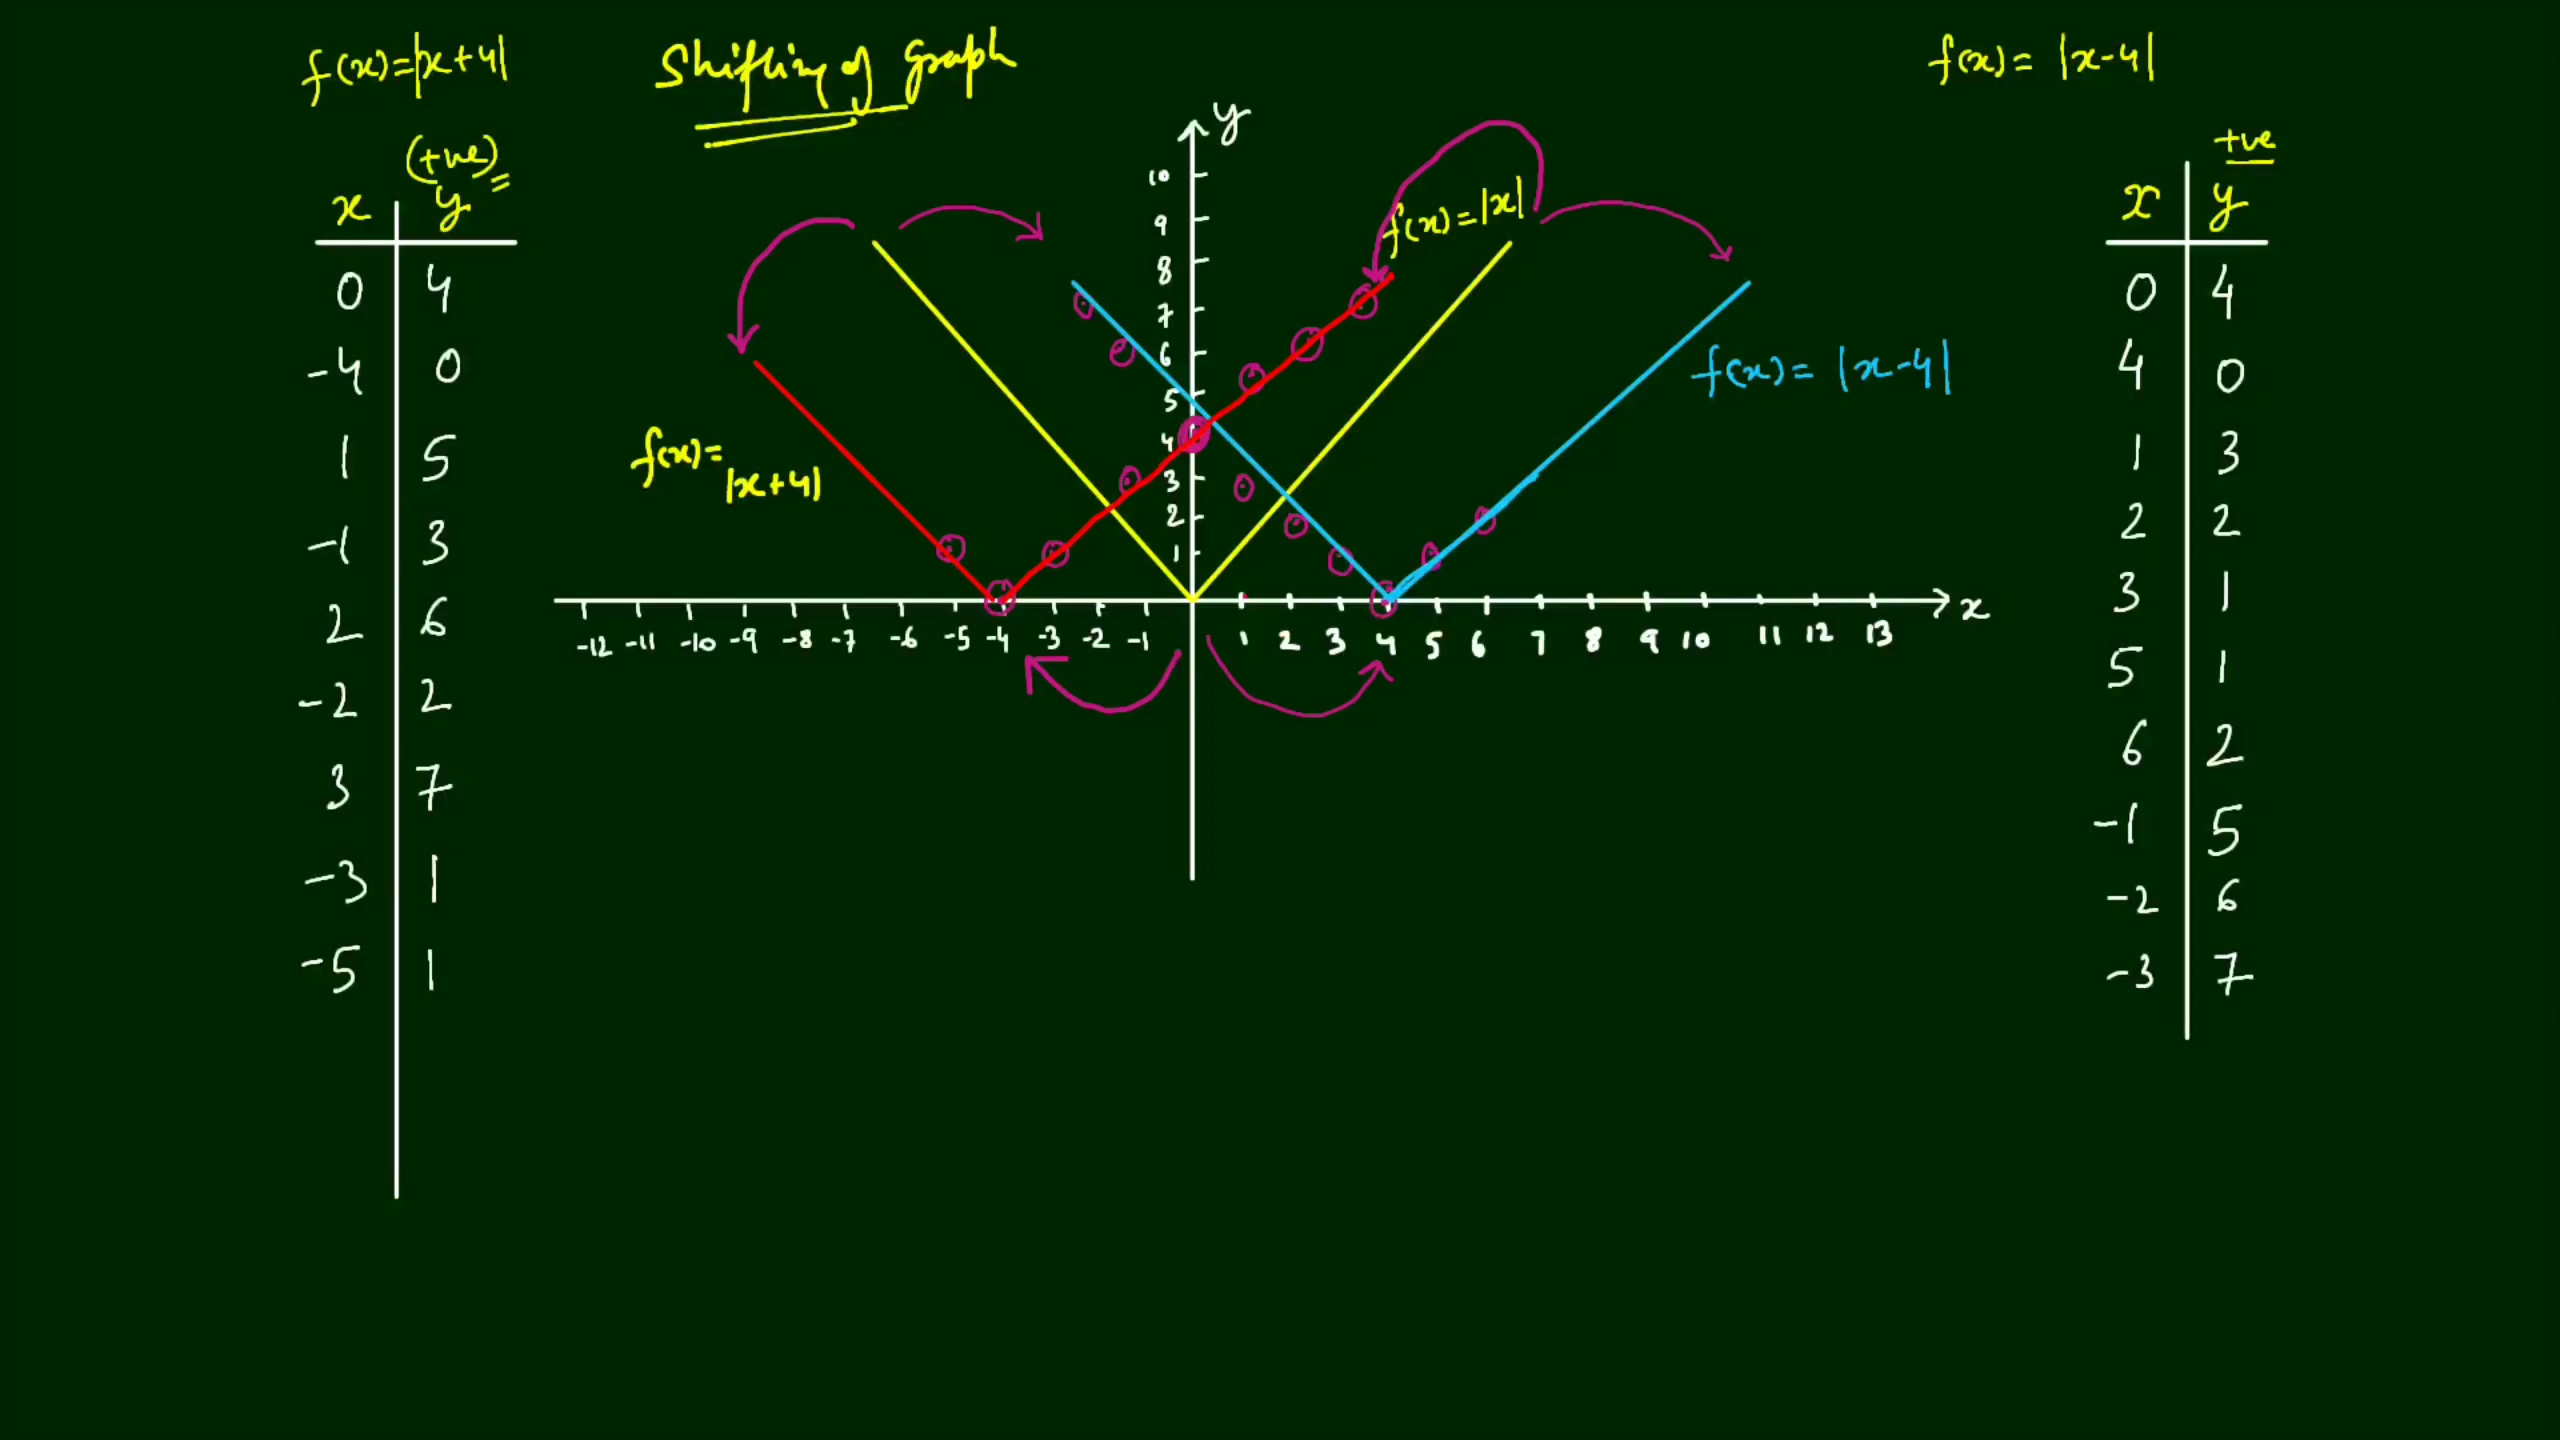 f(x)=|x+4|
Shifting of graph
f(x)= |x-4|
(+ve)
x y
0 4
-4 0
1 5
-1 3
2 6
-2 2
3 7
-3 1
-5 1
y
10
9
8
7
6
5
4
3
2
1
f(x)=|x|
f(x)= |x-4|
f(x)=
|x+4|
x
-12 -11 -10 -9 -8 -7 -6 -5 -4 -3 -2 -1 1 2 3 4 5 6 7 8 9 10 11 12 13
+ve
x y
0 4
4 0
1 3
2 2
3 1
5 1
6 2
-1 5
-2 6
-3 7